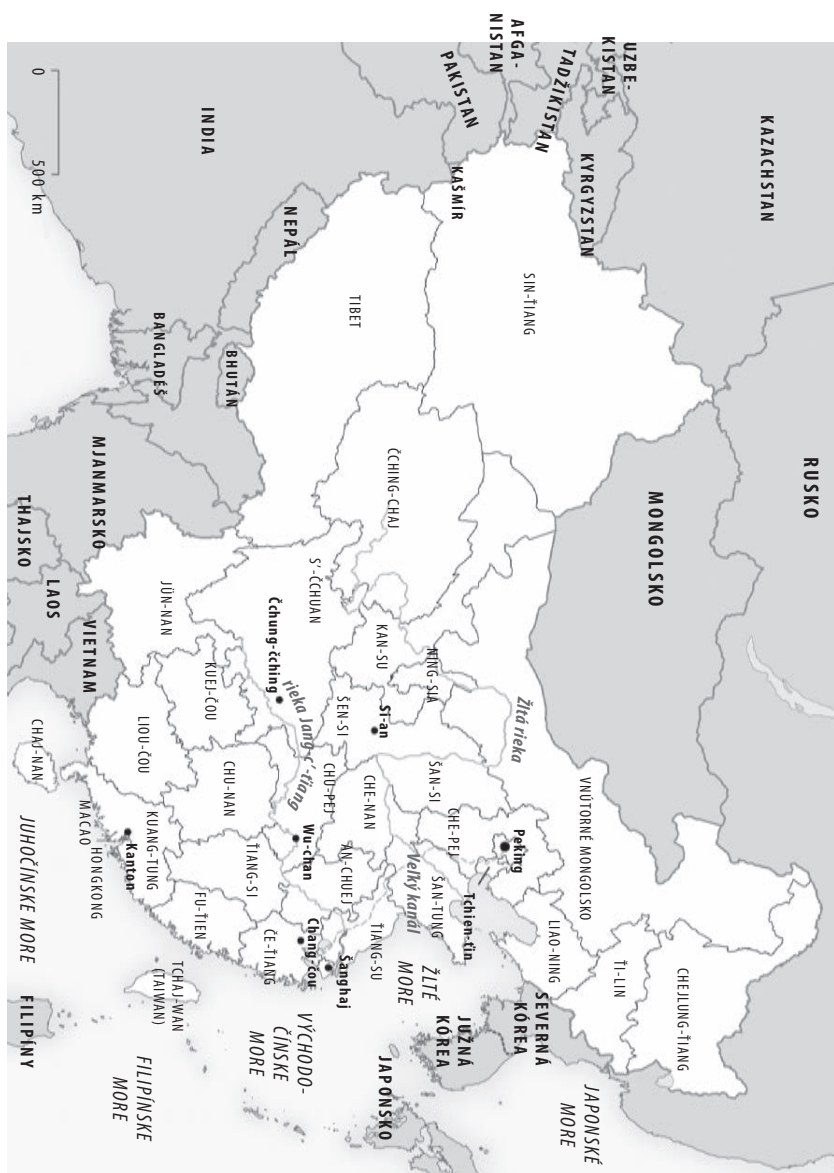 RUSKO
KAZACHSTAN
MONGOLSKO
UZBE-
KISTAN
TADŽIKISTAN
KYRGYZSTAN
AFGA-
NISTAN
PAKISTAN
KAŠMÍR
SIN-ŤIANG
VNÚTORNÉ MONGOLSKO
CHEJLUNG-ŤIANG
ŤI-LIN
LIAO-NING
JAPONSKÉ
MORE
SEVERNÁ
KÓREA
JUŽNÁ
KÓREA
JAPONSKO
Peking
Tchien-ťin
Žltá rieka
NING-SIA
ŠAN-SI
CHE-PEJ
ŠAN-TUNG
Veľký kanál
ŽLTÉ
MORE
ČCHING-CHAJ
KAN-SU
Si-an
ŠEN-SI
CHE-NAN
AN-CHUEJ
ŤIANG-SU
TIBET
S’-ČCHUAN
Čchung-čching
rieka Jang-c’-ťiang
CHU-PEJ
Wu-chan
Šanghaj
Chang-čou
ČE-ŤIANG
VÝCHODO-
ČÍNSKE
MORE
INDIA
NEPÁL
BHUTÁN
BANGLADÉŠ
MJANMARSKO
JÜN-NAN
KUEJ-ČOU
CHU-NAN
ŤIANG-SI
FU-ŤIEN
LIOU-ČOU
KUANG-TUNG
Kanton
HONGKONG
MACAO
TCHAJ-WAN
(TAIWAN)
FILIPÍNSKE
MORE
THAJSKO
LAOS
VIETNAM
CHAJ-NAN
JUHOČÍNSKE MORE
FILIPÍNY
0
500 km